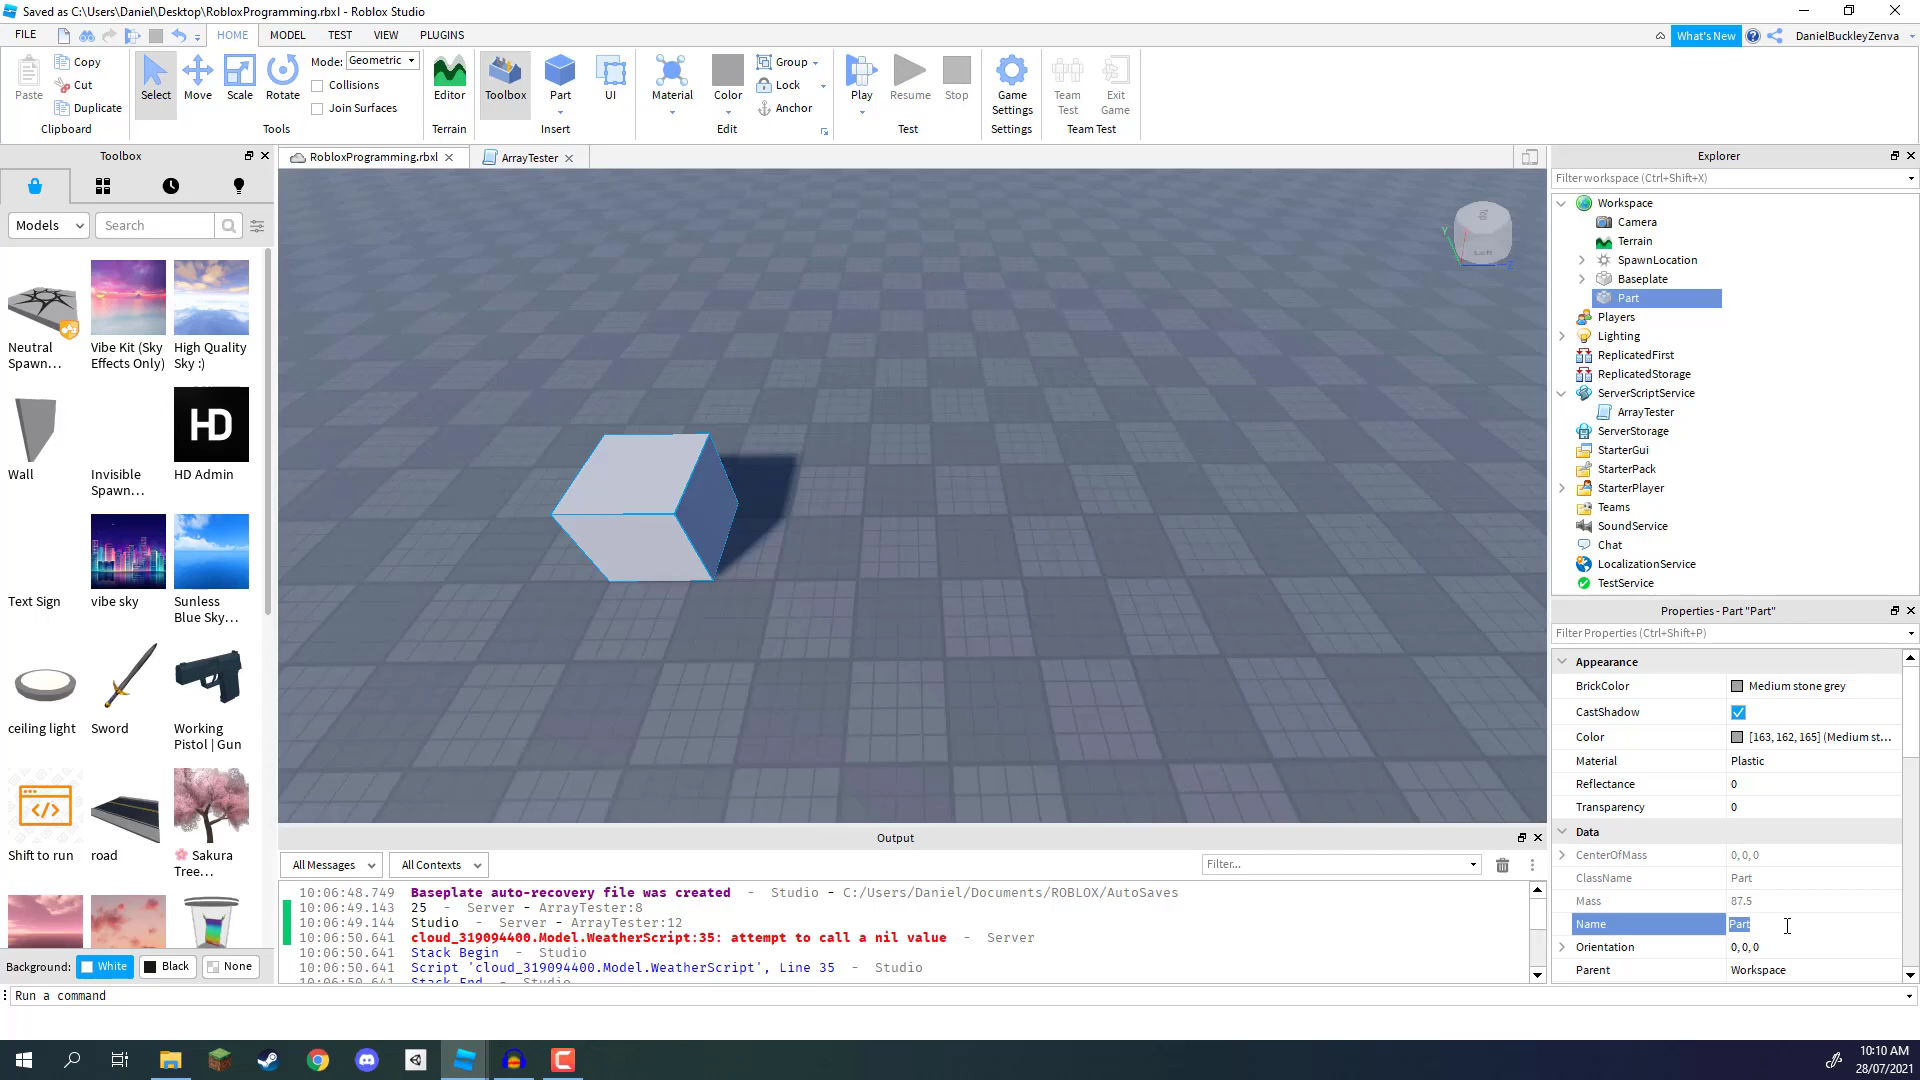 Saved as C:\Users\Daniel\Desktop\RobloxProgramming.rbxl - Roblox Studio
FILE HOME MODEL TEST VIEW PLUGINS
What's New DanielBuckleyZenva
Paste Copy Cut Duplicate
Clipboard
Select Move Scale Rotate
Mode: Geometric
Collisions
Join Surfaces
Tools
Editor
Terrain
Toolbox Part UI
Insert
Material Color
Group
Lock
Anchor
Edit
Play Resume Stop
Test
Game Settings
Settings
Team Test
Exit Game
Team Test
Toolbox
RobloxProgramming.rbxl
ArrayTester
Models Search
Neutral Spawn...
Vibe Kit (Sky Effects Only)
High Quality Sky :)
HD
Wall
Invisible Spawn...
HD Admin
Text Sign
vibe sky
Sunless Blue Sky...
ceiling light
Sword
Working Pistol | Gun
Shift to run
road
🌸 Sakura Tree...
Background: White Black None
Output
All Messages All Contexts Filter...
10:06:48.749 Baseplate auto-recovery file was created - Studio - C:/Users/Daniel/Documents/ROBLOX/AutoSaves
10:06:49.143 25 - Server - ArrayTester:8
10:06:49.144 Studio - Server - ArrayTester:12
10:06:50.641 cloud_319094400.Model.WeatherScript:35: attempt to call a nil value - Server
10:06:50.641 Stack Begin - Studio
10:06:50.641 Script 'cloud_319094400.Model.WeatherScript', Line 35 - Studio
10:06:50.641 Stack End - Studio
Run a command
Explorer
Filter workspace (Ctrl+Shift+X)
Workspace
Camera
Terrain
SpawnLocation
Baseplate
Part
Players
Lighting
ReplicatedFirst
ReplicatedStorage
ServerScriptService
ArrayTester
ServerStorage
StarterGui
StarterPack
StarterPlayer
Teams
SoundService
Chat
LocalizationService
TestService
Properties - Part "Part"
Filter Properties (Ctrl+Shift+P)
Appearance
BrickColor Medium stone grey
CastShadow
Color [163, 162, 165] (Medium st...
Material Plastic
Reflectance 0
Transparency 0
Data
CenterOfMass 0, 0, 0
ClassName Part
Mass 87.5
Name Part
Orientation 0, 0, 0
Parent Workspace
10:10 AM
28/07/2021